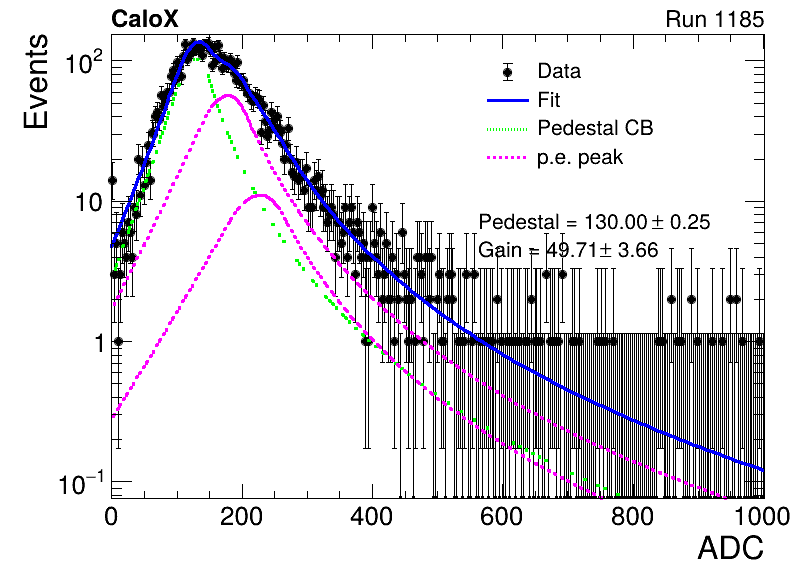 CaloX Run 1185
Events
10²
10
1
10⁻¹
Data
Fit
Pedestal CB
p.e. peak
Pedestal = 130.00 ± 0.25
Gain = 49.71 ± 3.66
0 200 400 600 800 1000
ADC